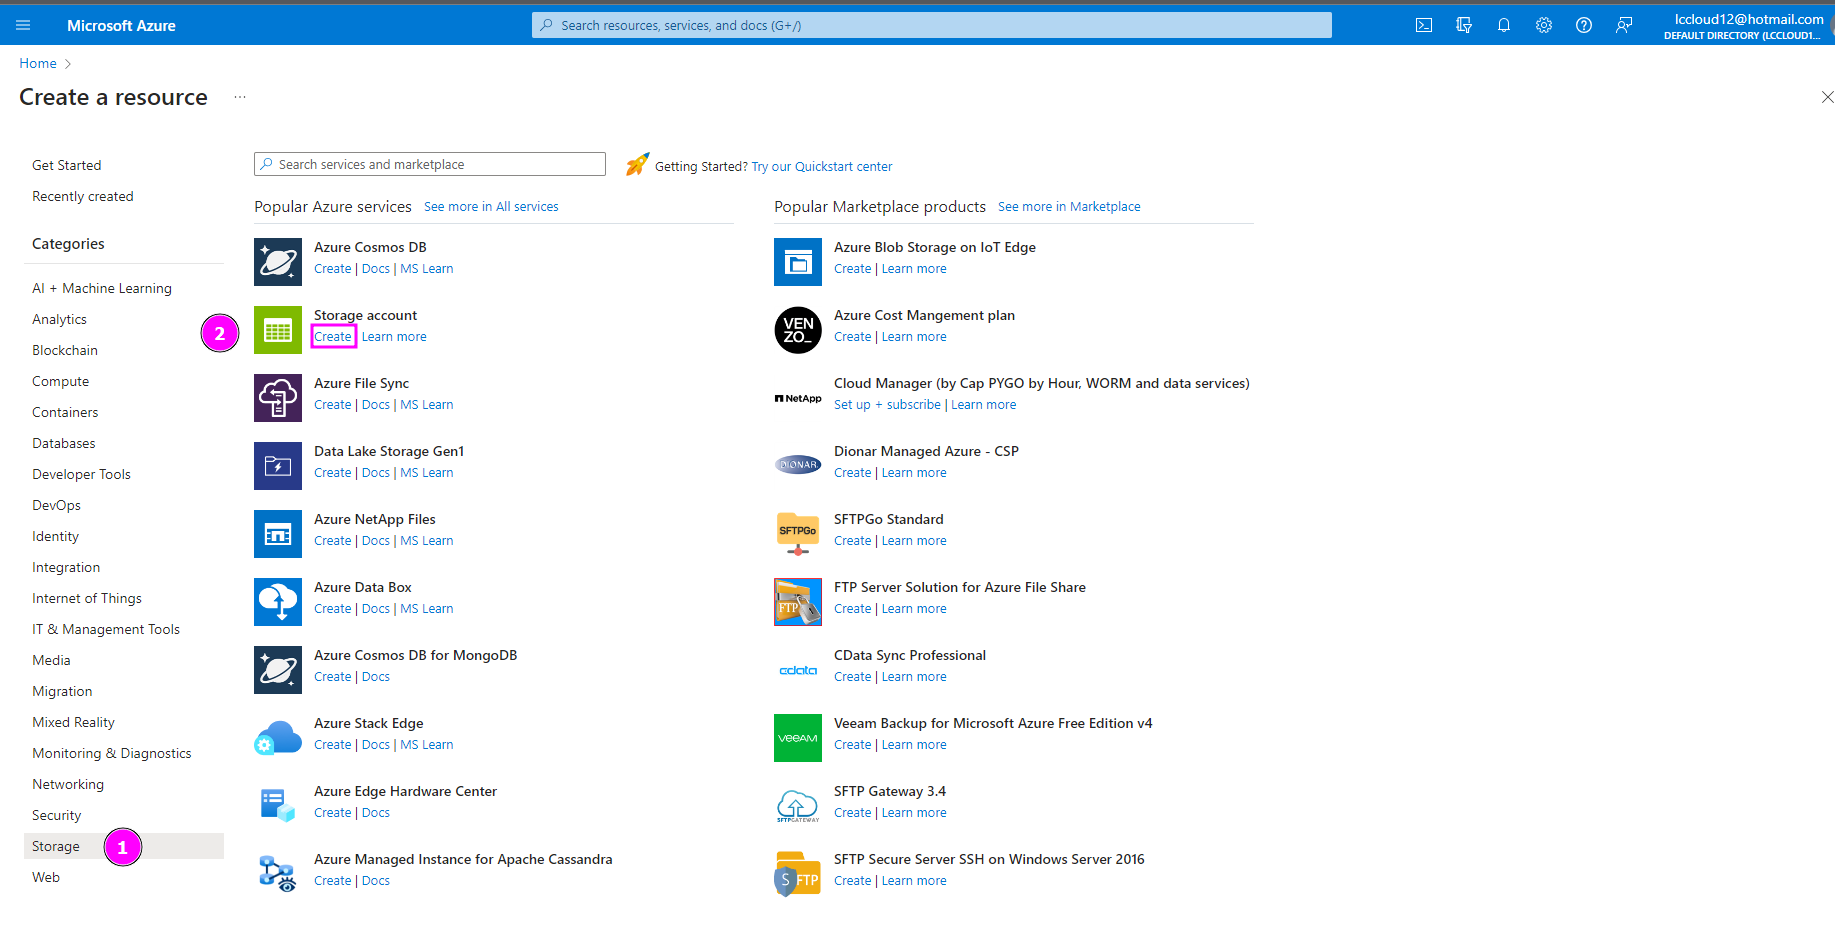 Microsoft Azure
Search resources, services, and docs (G+/)
lccloud12@hotmail.com
DEFAULT DIRECTORY (LCCLOUD1...
Home
Create a resource
...
Get Started
Recently created
Categories
AI + Machine Learning
Analytics
Blockchain
Compute
Containers
Databases
Developer Tools
DevOps
Identity
Integration
Internet of Things
IT & Management Tools
Media
Migration
Mixed Reality
Monitoring & Diagnostics
Networking
Security
Storage
1
Web
Search services and marketplace
Getting Started? Try our Quickstart center
Popular Azure services See more in All services
Azure Cosmos DB
Create | Docs | MS Learn
2
Storage account
Create Learn more
Azure File Sync
Create | Docs | MS Learn
Data Lake Storage Gen1
Create | Docs | MS Learn
Azure NetApp Files
Create | Docs | MS Learn
Azure Data Box
Create | Docs | MS Learn
Azure Cosmos DB for MongoDB
Create | Docs
Azure Stack Edge
Create | Docs | MS Learn
Azure Edge Hardware Center
Create | Docs
Azure Managed Instance for Apache Cassandra
Create | Docs
Popular Marketplace products See more in Marketplace
Azure Blob Storage on IoT Edge
Create | Learn more
VEN
ZO_
Azure Cost Mangement plan
Create | Learn more
NetApp
Cloud Manager (by Cap PYGO by Hour, WORM and data services)
Set up + subscribe | Learn more
DIONAR
Dionar Managed Azure - CSP
Create | Learn more
SFTPGo
SFTPGo Standard
Create | Learn more
FTP
FTP Server Solution for Azure File Share
Create | Learn more
cdata
CData Sync Professional
Create | Learn more
veeam
Veeam Backup for Microsoft Azure Free Edition v4
Create | Learn more
SFTPGATEWAY
SFTP Gateway 3.4
Create | Learn more
S FTP
SFTP Secure Server SSH on Windows Server 2016
Create | Learn more